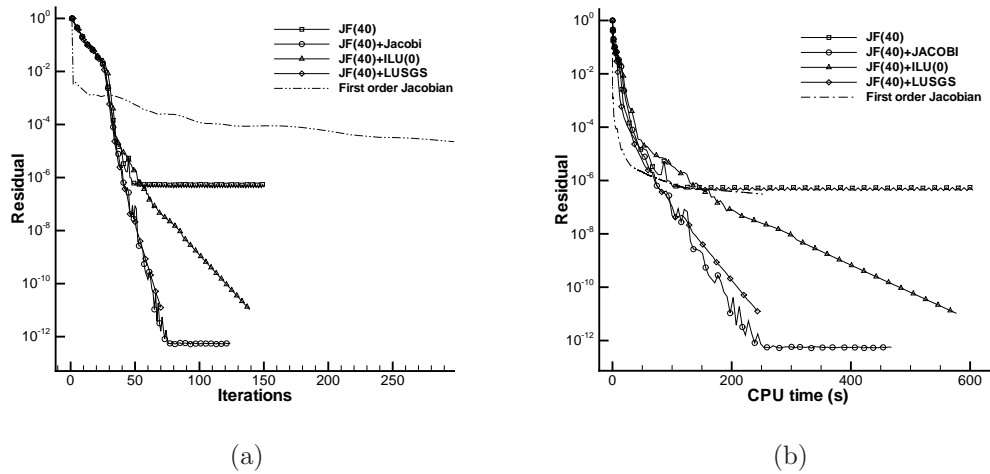 JF(40)
JF(40)+Jacobi
JF(40)+ILU(0)
JF(40)+LUSGS
First order Jacobian
Residual
10^0
10^-2
10^-4
10^-6
10^-8
10^-10
10^-12
0 50 100 150 200 250
Iterations
(a)
JF(40)
JF(40)+JACOBI
JF(40)+ILU(0)
JF(40)+LUSGS
First order Jacobian
Residual
10^0
10^-2
10^-4
10^-6
10^-8
10^-10
10^-12
0 200 400 600
CPU time (s)
(b)